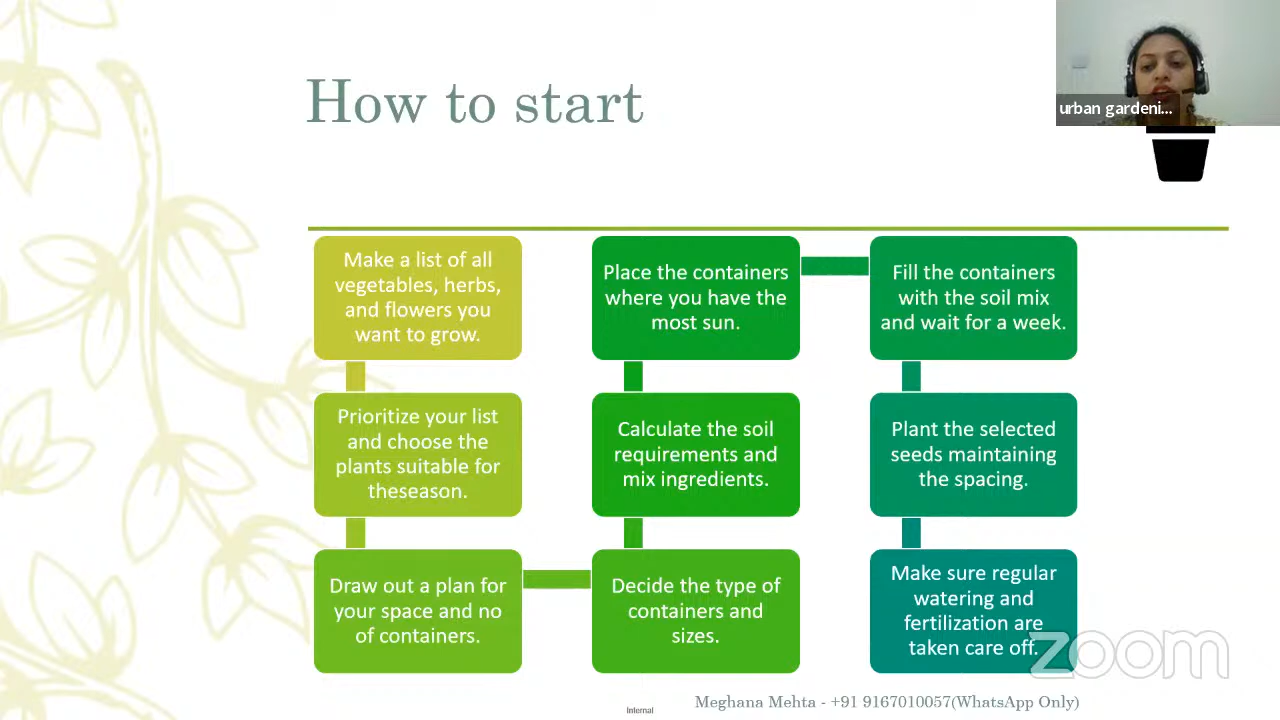 How to start
urban gardeni...
Make a list of all
vegetables, herbs,
and flowers you
want to grow.
Prioritize your list
and choose the
plants suitable for
theseason.
Draw out a plan for
your space and no
of containers.
Decide the type of
containers and
sizes.
Calculate the soil
requirements and
mix ingredients.
Place the containers
where you have the
most sun.
Fill the containers
with the soil mix
and wait for a week.
Plant the selected
seeds maintaining
the spacing.
Make sure regular
watering and
fertilization are
taken care off.
zoom
Meghana Mehta - +91 9167010057(WhatsApp Only)
Internal